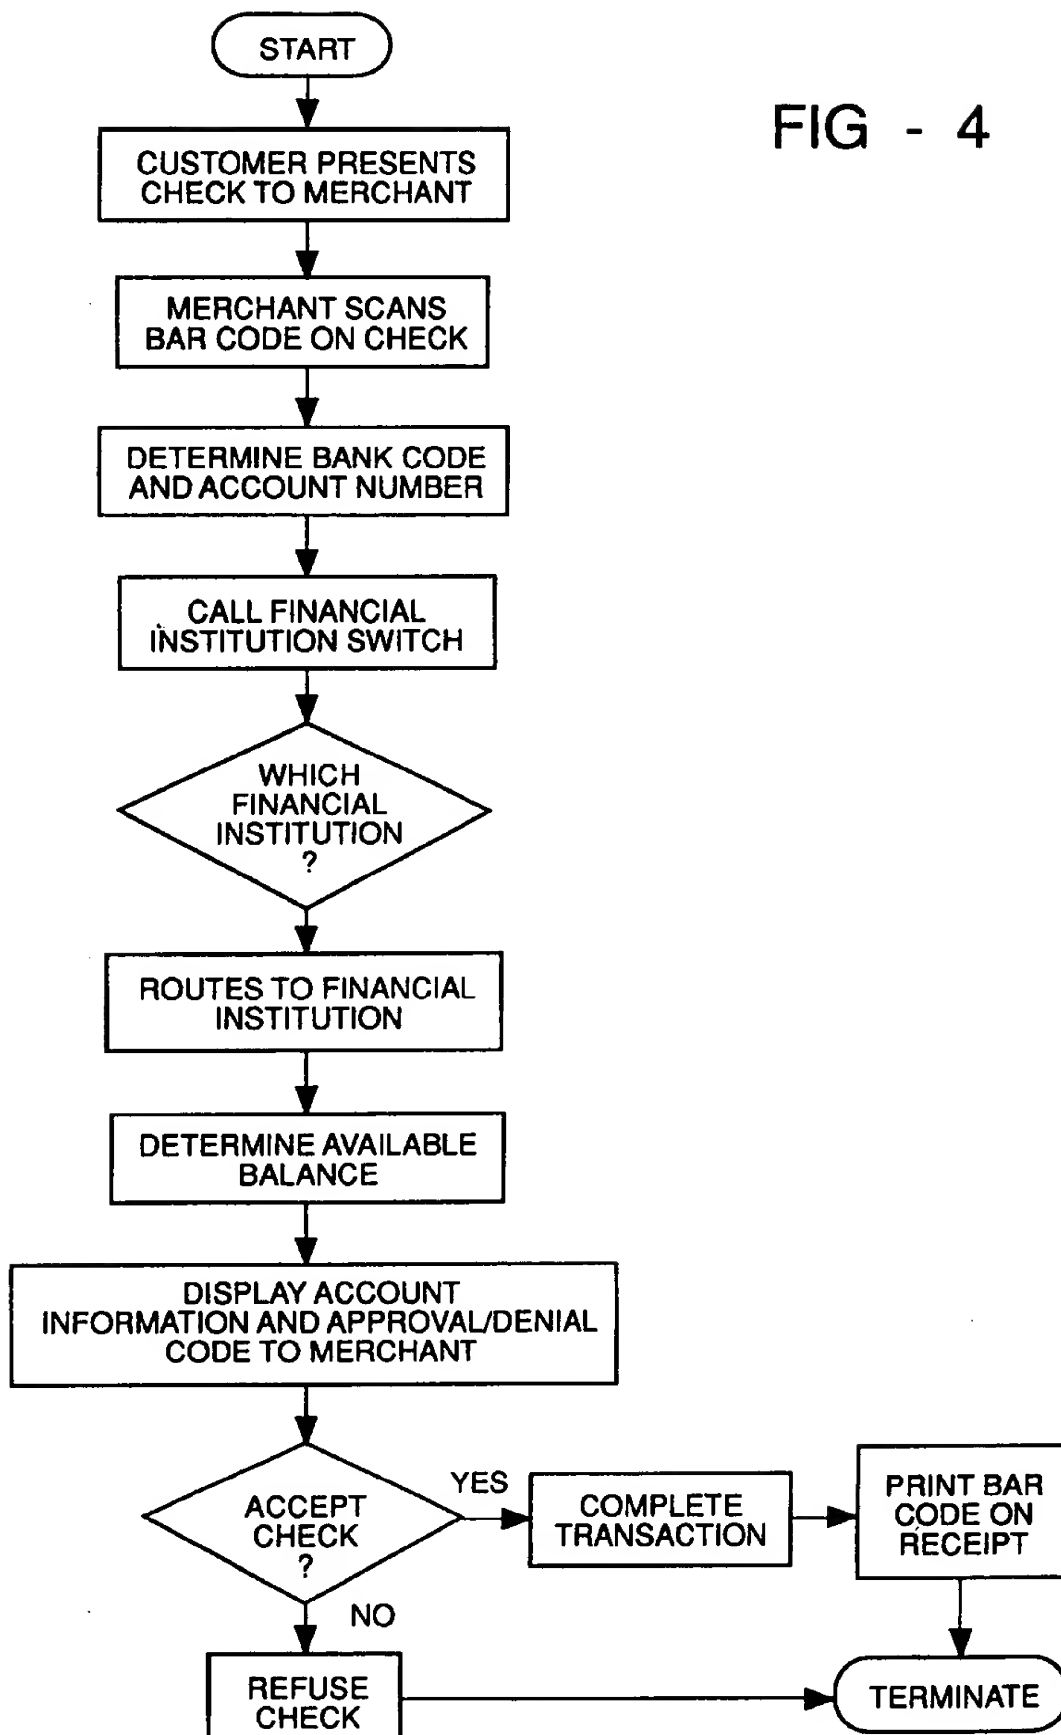 START
FIG - 4
CUSTOMER PRESENTS
CHECK TO MERCHANT
MERCHANT SCANS
BAR CODE ON CHECK
DETERMINE BANK CODE
AND ACCOUNT NUMBER
CALL FINANCIAL
INSTITUTION SWITCH
WHICH
FINANCIAL
INSTITUTION
?
ROUTES TO FINANCIAL
INSTITUTION
DETERMINE AVAILABLE
BALANCE
DISPLAY ACCOUNT
INFORMATION AND APPROVAL/DENIAL
CODE TO MERCHANT
ACCEPT
CHECK
?
YES
COMPLETE
TRANSACTION
PRINT BAR
CODE ON
RECEIPT
NO
REFUSE
CHECK
TERMINATE